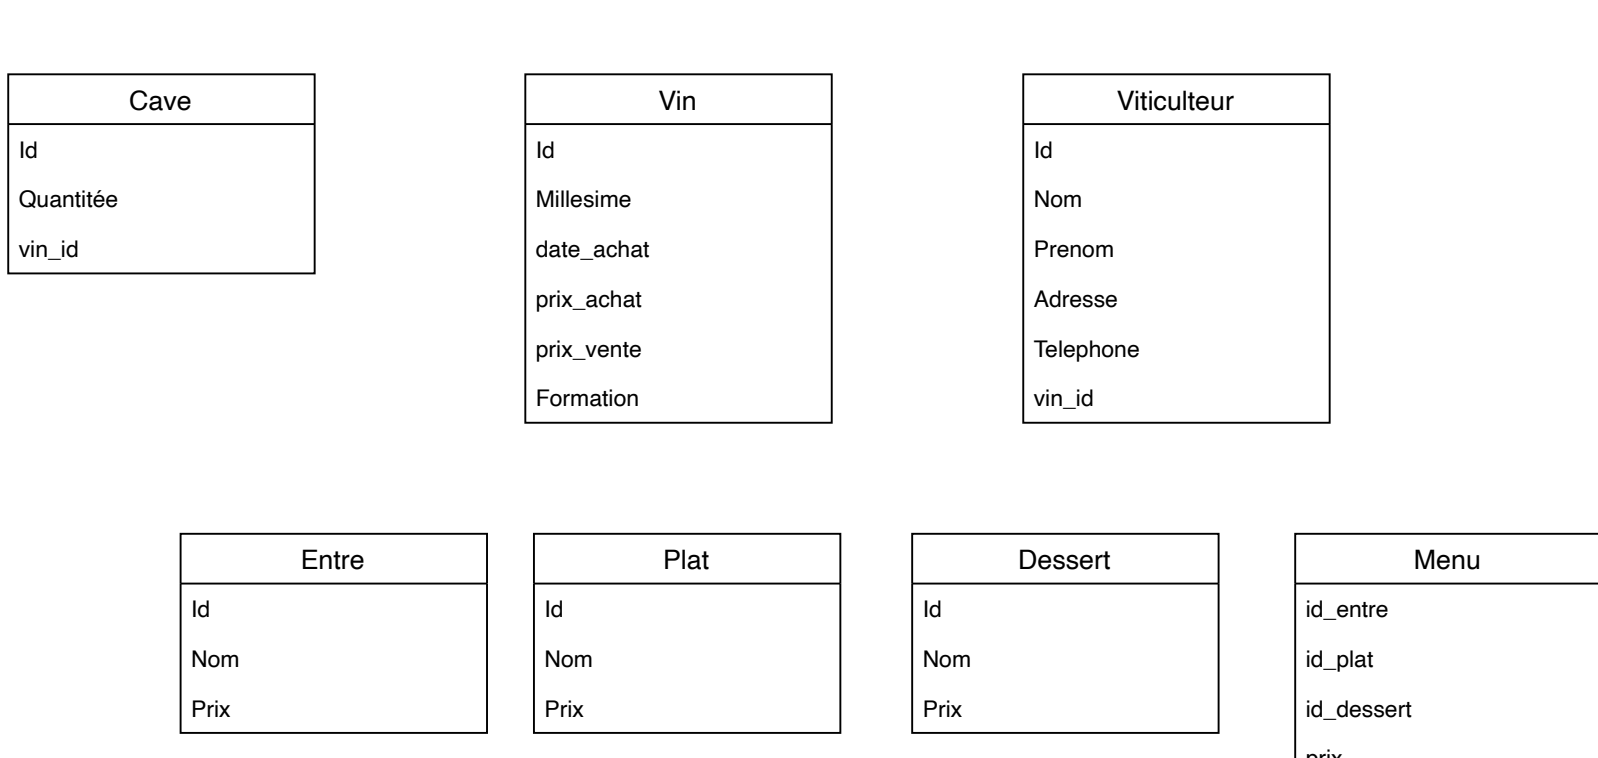 Cave
Id
Quantitée
vin_id
Vin
Id
Millesime
date_achat
prix_achat
prix_vente
Formation
Viticulteur
Id
Nom
Prenom
Adresse
Telephone
vin_id
Entre
Id
Nom
Prix
Plat
Id
Nom
Prix
Dessert
Id
Nom
Prix
Menu
id_entre
id_plat
id_dessert
prix